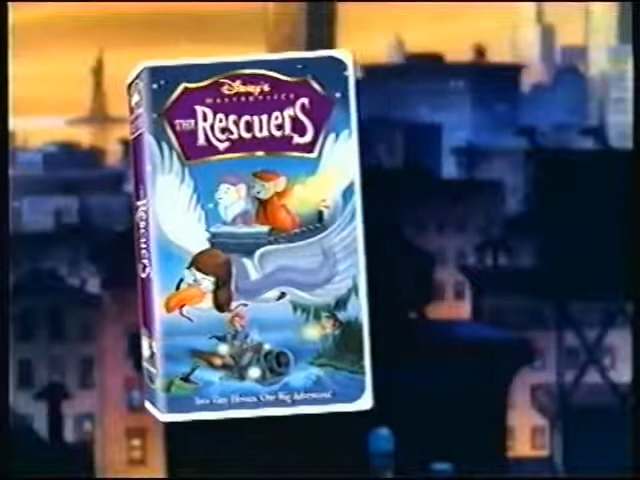 Disney's
MASTERPIECE
THE Rescuers
THE Rescuers
Two Tiny Heroes. One Big Adventure!